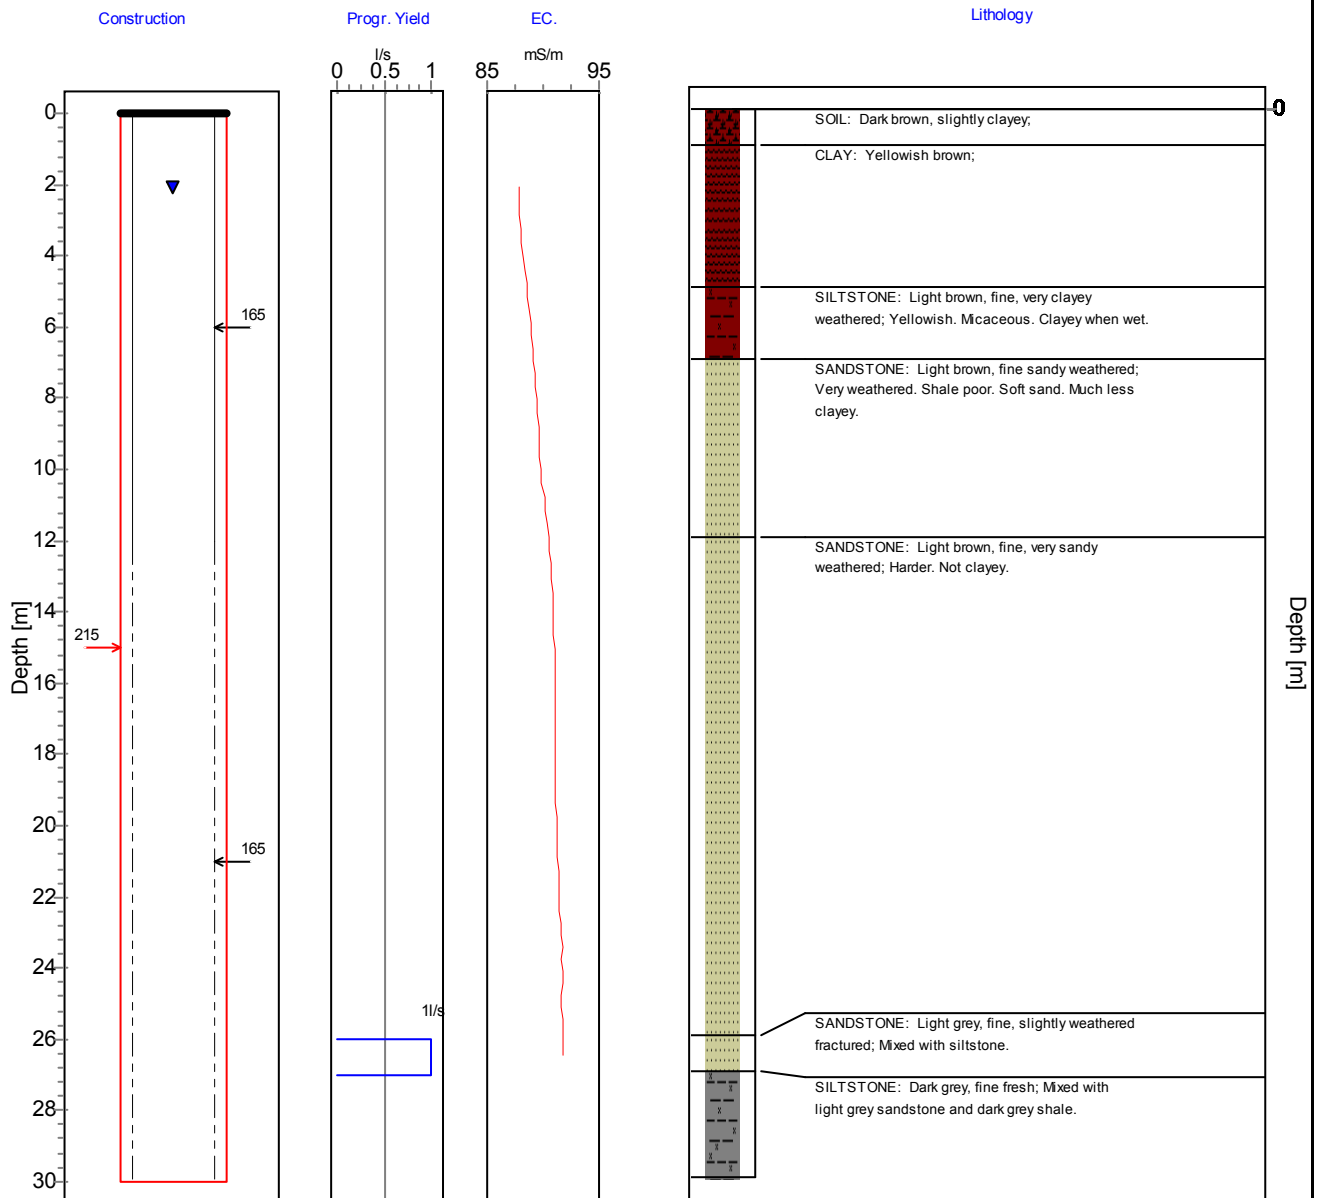 Construction
Progr. Yield
EC.
Lithology
l/s
mS/m
0 0.5 1
85 95
0
2
4
6
8
10
12
14
16
18
20
22
24
26
28
30
Depth [m]
165
215
165
1l/s
0
SOIL: Dark brown, slightly clayey;
CLAY: Yellowish brown;
SILTSTONE: Light brown, fine, very clayey
weathered; Yellowish. Micaceous. Clayey when wet.
SANDSTONE: Light brown, fine sandy weathered;
Very weathered. Shale poor. Soft sand. Much less
clayey.
SANDSTONE: Light brown, fine, very sandy
weathered; Harder. Not clayey.
SANDSTONE: Light grey, fine, slightly weathered
fractured; Mixed with siltstone.
SILTSTONE: Dark grey, fine fresh; Mixed with
light grey sandstone and dark grey shale.
Depth [m]